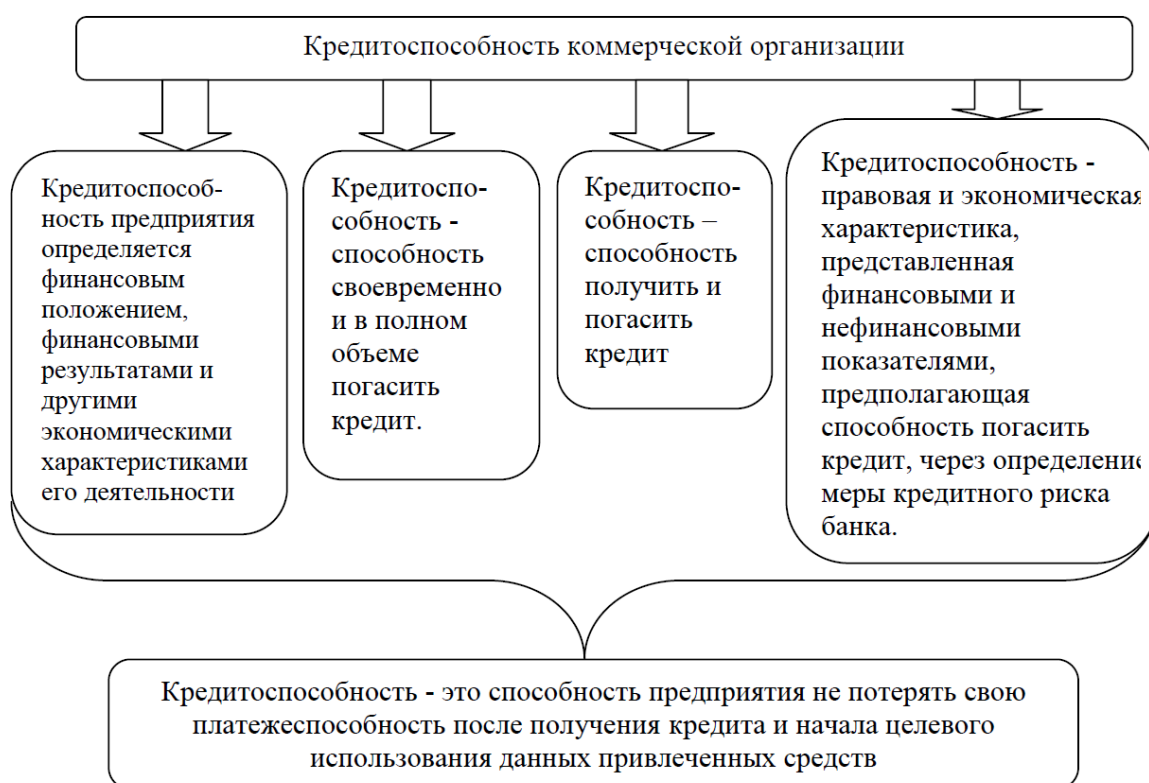 Кредитоспособность коммерческой организации
Кредитоспособ-
ность предприятия
определяется
финансовым
положением,
финансовыми
результатами и
другими
экономическими
характеристиками
его деятельности
Кредитоспо-
собность -
способность
своевременно
и в полном
объеме
погасить
кредит.
Кредитоспо-
собность –
способность
получить и
погасить
кредит
Кредитоспособность -
правовая и экономическая
характеристика,
представленная
финансовыми и
нефинансовыми
показателями,
предполагающая
способность погасить
кредит, через определение
меры кредитного риска
банка.
Кредитоспособность - это способность предприятия не потерять свою
платежеспособность после получения кредита и начала целевого
использования данных привлеченных средств